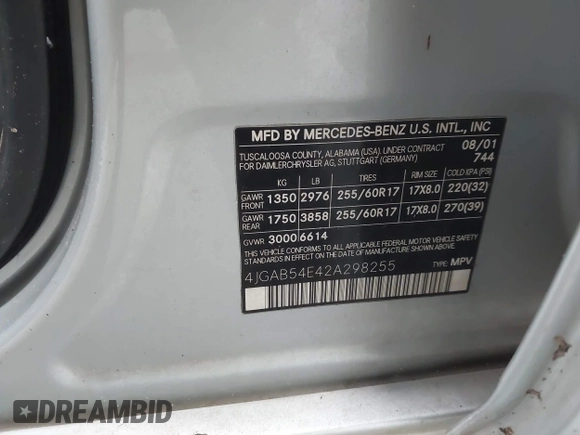 MFD BY MERCEDES-BENZ U.S. INTL., INC
TUSCALOOSA COUNTY, ALABAMA (USA). UNDER CONTRACT 08/01
FOR DAIMLERCHRYSLER AG, STUTTGART (GERMANY) 744
KG LB TIRES RIM SIZE COLD KPA (PSI)
GAWR FRONT 1350 2976 255/60R17 17X8.0 220(32)
GAWR REAR 1750 3858 255/60R17 17X8.0 270(39)
GVWR 3000 6614
THIS VEHICLE CONFORMS TO ALL APPLICABLE FEDERAL MOTOR VEHICLE SAFETY
AND THEFT PREVENTION STANDARDS IN EFFECT ON THE DATE OF MANUFACTURE SHOWN ABOVE.
4JGAB54E42A298255 TYPE: MPV
DREAMBID